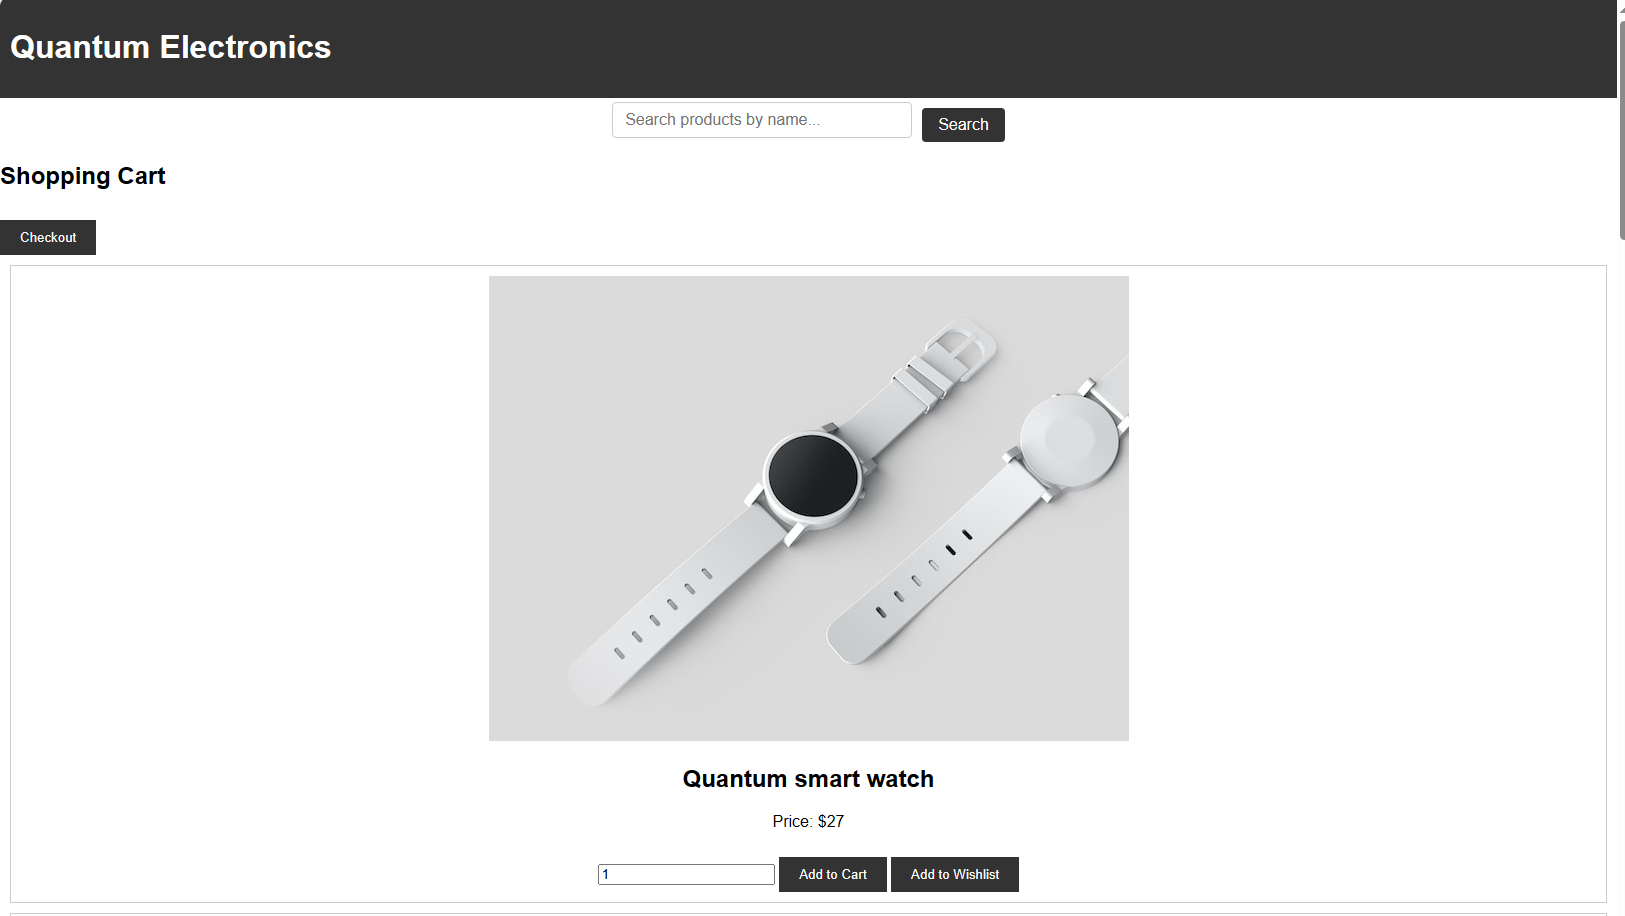 Quantum Electronics
Search products by name...
Search
Shopping Cart
Checkout
Quantum smart watch
Price: $27
1
Add to Cart
Add to Wishlist